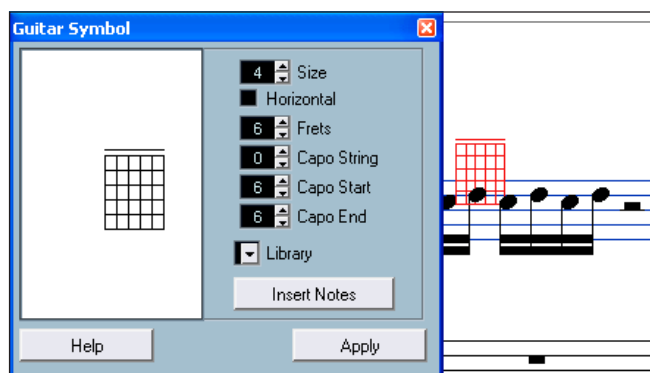 Guitar Symbol
4 Size
Horizontal
6 Frets
0 Capo String
6 Capo Start
6 Capo End
Library
Insert Notes
Help
Apply